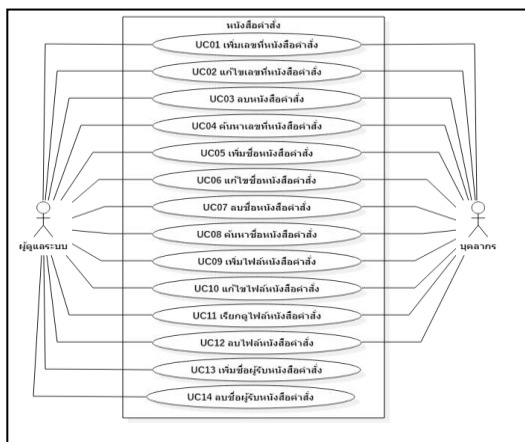 หนังสือคำสั่ง
UC01 เพิ่มเลขที่หนังสือคำสั่ง
UC02 แก้ไขเลขที่หนังสือคำสั่ง
UC03 ลบหนังสือคำสั่ง
UC04 ค้นหาเลขที่หนังสือคำสั่ง
UC05 เพิ่มชื่อหนังสือคำสั่ง
UC06 แก้ไขชื่อหนังสือคำสั่ง
UC07 ลบชื่อหนังสือคำสั่ง
UC08 ค้นหาชื่อหนังสือคำสั่ง
ผู้ดูแลระบบ
บุคลากร
UC09 เพิ่มไฟล์หนังสือคำสั่ง
UC10 แก้ไขไฟล์หนังสือคำสั่ง
UC11 เรียกดูไฟล์หนังสือคำสั่ง
UC12 ลบไฟล์หนังสือคำสั่ง
UC13 เพิ่มชื่อผู้รับหนังสือคำสั่ง
UC14 ลบชื่อผู้รับหนังสือคำสั่ง